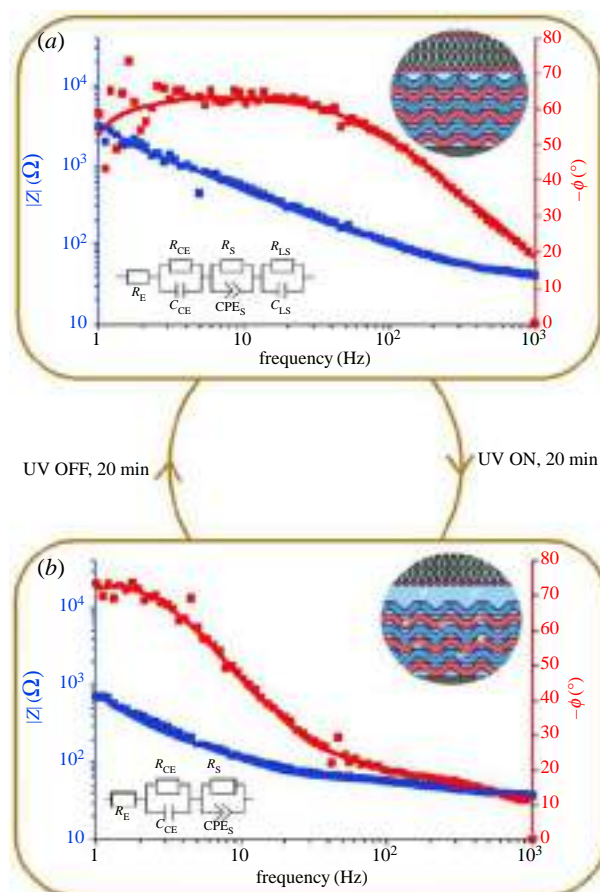 (a)
80
10⁴
70
60
10³
50
|Z| (Ω)
40
−ϕ (°)
30
R_CE R_S R_LS
10²
20
R_E
C_CE CPE_S C_LS
10
10
0
1 10 10² 10³
frequency (Hz)
UV OFF, 20 min
UV ON, 20 min
(b)
80
10⁴
70
60
10³
50
|Z| (Ω)
40
−ϕ (°)
30
10²
20
R_CE R_S
R_E
C_CE CPE_S
10
10
0
1 10 10² 10³
frequency (Hz)